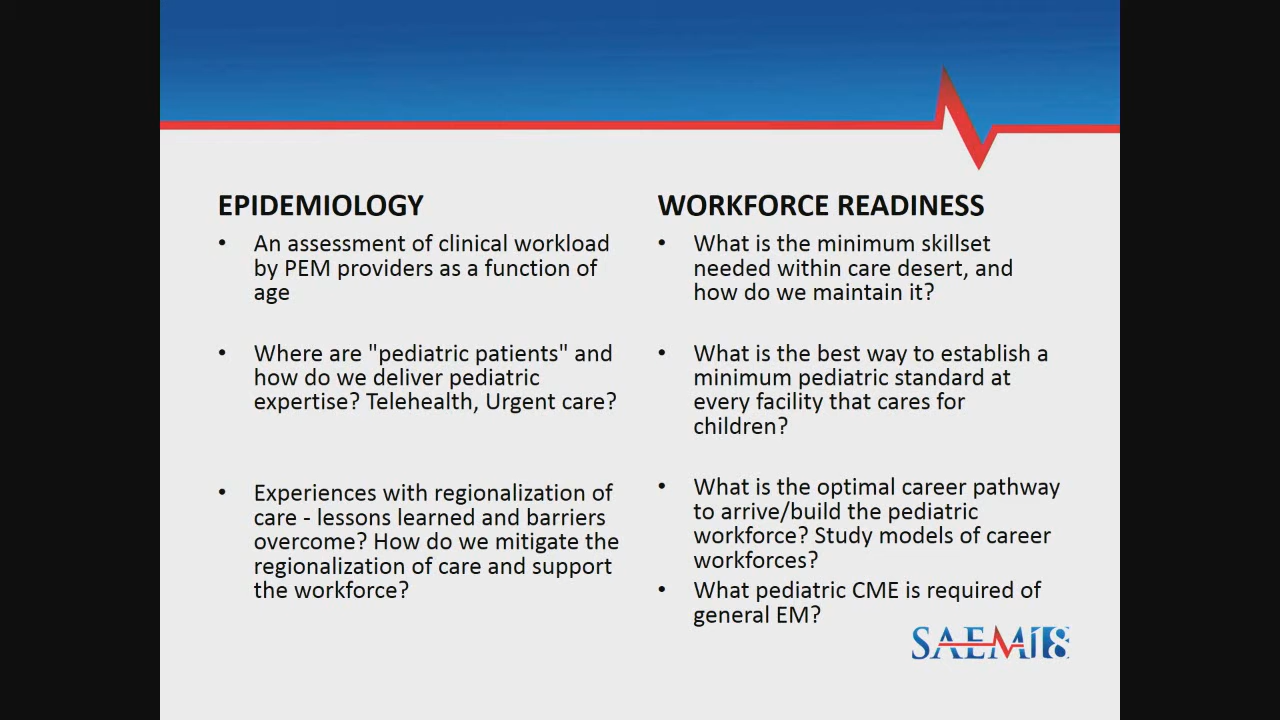 EPIDEMIOLOGY
• An assessment of clinical workload
by PEM providers as a function of
age
• Where are "pediatric patients" and
how do we deliver pediatric
expertise? Telehealth, Urgent care?
• Experiences with regionalization of
care - lessons learned and barriers
overcome? How do we mitigate the
regionalization of care and support
the workforce?
WORKFORCE READINESS
• What is the minimum skillset
needed within care desert, and
how do we maintain it?
• What is the best way to establish a
minimum pediatric standard at
every facility that cares for
children?
• What is the optimal career pathway
to arrive/build the pediatric
workforce? Study models of career
workforces?
• What pediatric CME is required of
general EM?
SAEM18